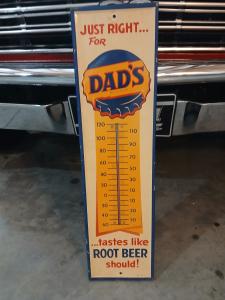 JUST RIGHT...
FOR
DAD'S
...tastes like
ROOT BEER
should!